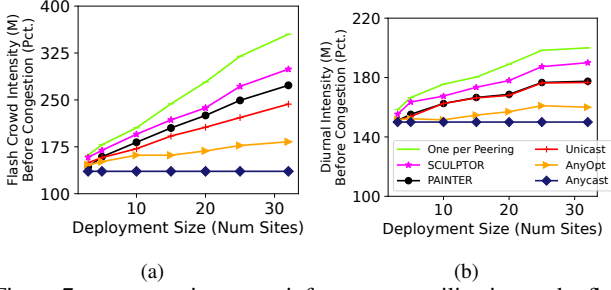 400
325
250
175
100
10
20
30
Flash Crowd Intensity (M)
Before Congestion (Pct.)
Deployment Size (Num Sites)
(a)
220
180
140
100
10
20
30
Diurnal Intensity (M)
Before Congestion (Pct.)
One per Peering
SCULPTOR
PAINTER
Unicast
AnyOpt
Anycast
Deployment Size (Num Sites)
(b)